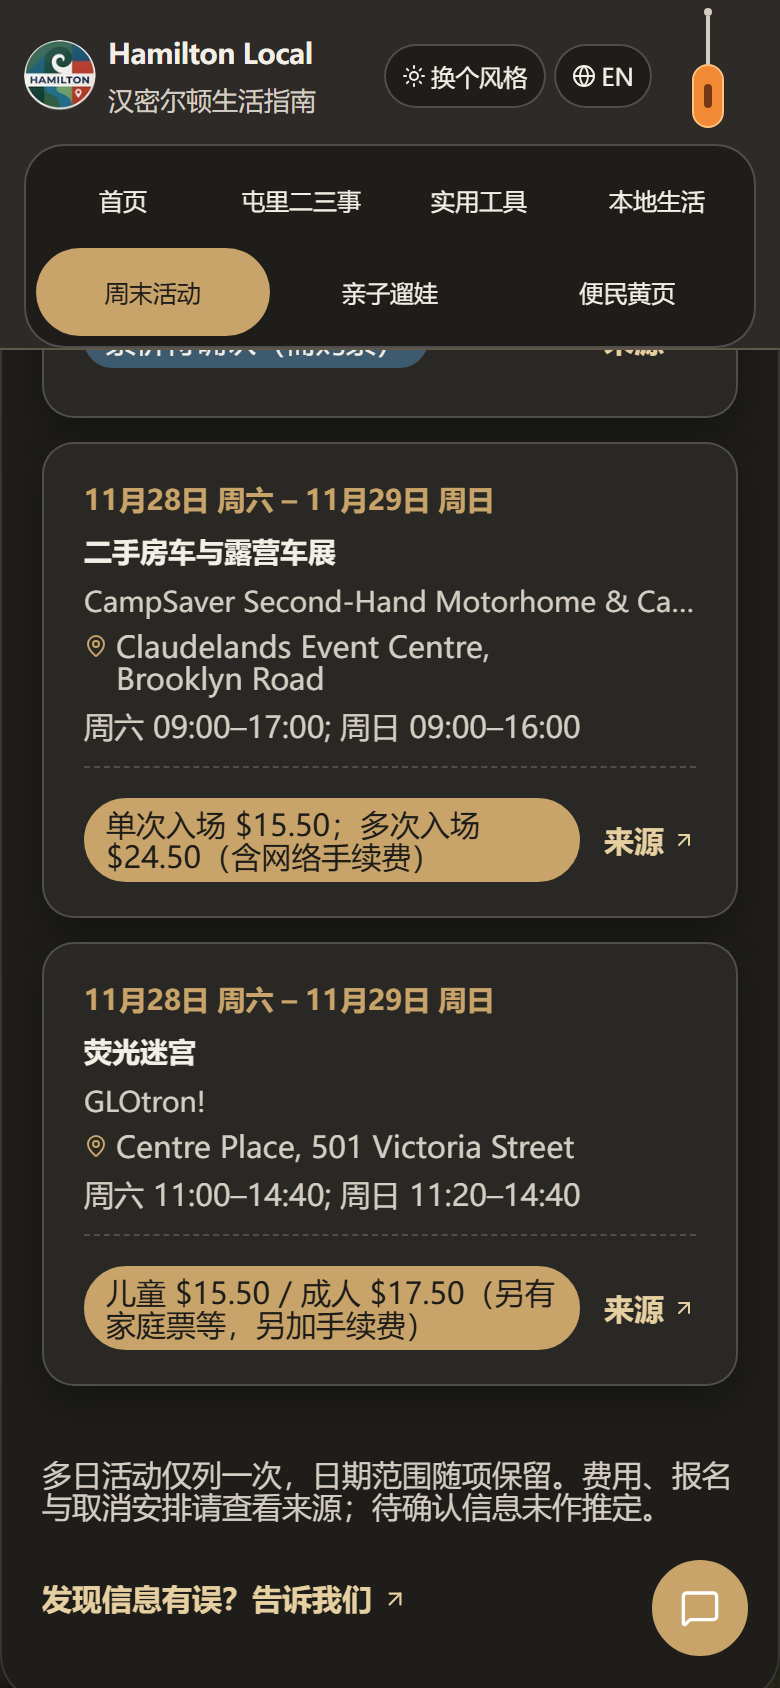 HAMILTON
Hamilton Local
汉密尔顿生活指南
换个风格
EN
首页
屯里二三事
实用工具
本地生活
周末活动
亲子遛娃
便民黄页
来源
11月28日 周六 – 11月29日 周日
二手房车与露营车展
CampSaver Second-Hand Motorhome & Ca...
Claudelands Event Centre,
Brooklyn Road
周六 09:00–17:00; 周日 09:00–16:00
单次入场 $15.50；多次入场
$24.50（含网络手续费）
来源
11月28日 周六 – 11月29日 周日
荧光迷宫
GLOtron!
Centre Place, 501 Victoria Street
周六 11:00–14:40; 周日 11:20–14:40
儿童 $15.50 / 成人 $17.50（另有
家庭票等，另加手续费）
来源
多日活动仅列一次，日期范围随项保留。费用、报名
与取消安排请查看来源；待确认信息未作推定。
发现信息有误？告诉我们